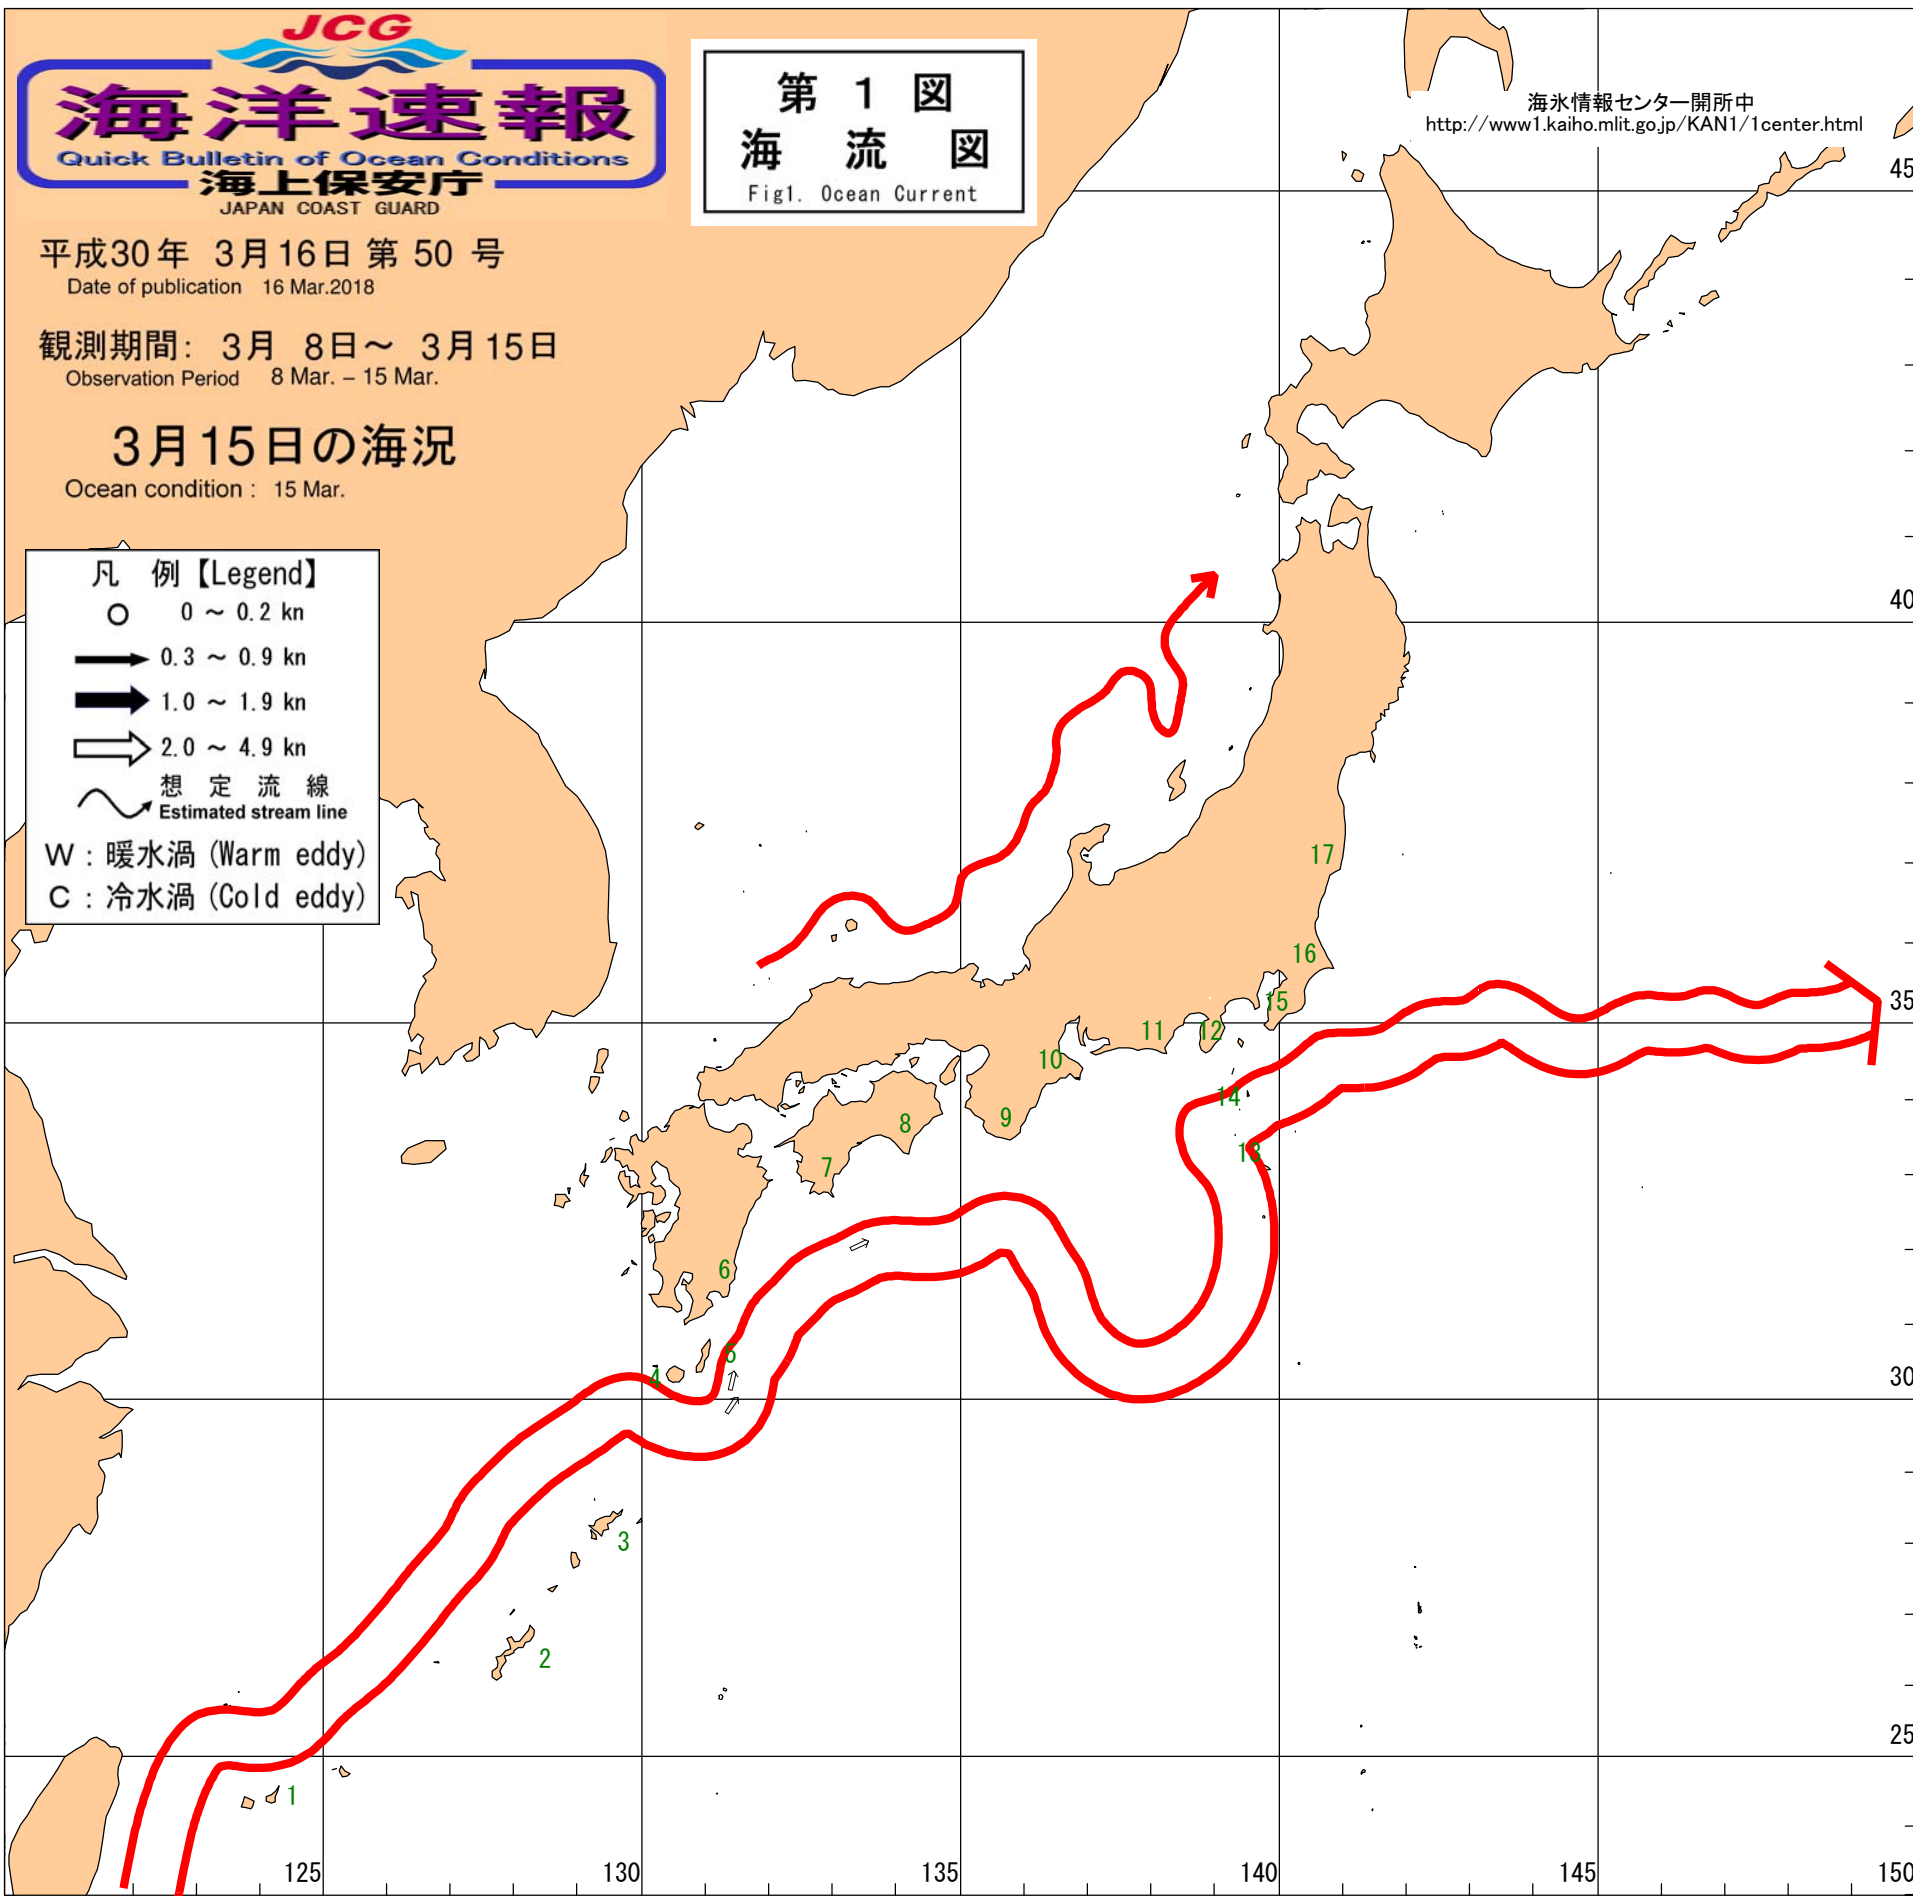 JCG
海洋速報
Quick Bulletin of Ocean Conditions
海上保安庁
JAPAN COAST GUARD
第 1 図
海 流 図
Fig1. Ocean Current
海氷情報センター開所中
http://www1.kaiho.mlit.go.jp/KAN1/1center.html
平成30年 3月16日 第 50 号
Date of publication 16 Mar.2018
観測期間: 3月 8日～ 3月15日
Observation Period 8 Mar. – 15 Mar.
3月15日の海況
Ocean condition : 15 Mar.
凡 例【Legend】
0 ～ 0.2 kn
0.3 ～ 0.9 kn
1.0 ～ 1.9 kn
2.0 ～ 4.9 kn
想 定 流 線
Estimated stream line
W : 暖水渦 (Warm eddy)
C : 冷水渦 (Cold eddy)
45
40
17
16
35
15
12
11
10
14
9
8
13
7
6
5
4
30
3
2
25
1
125
130
135
140
145
150